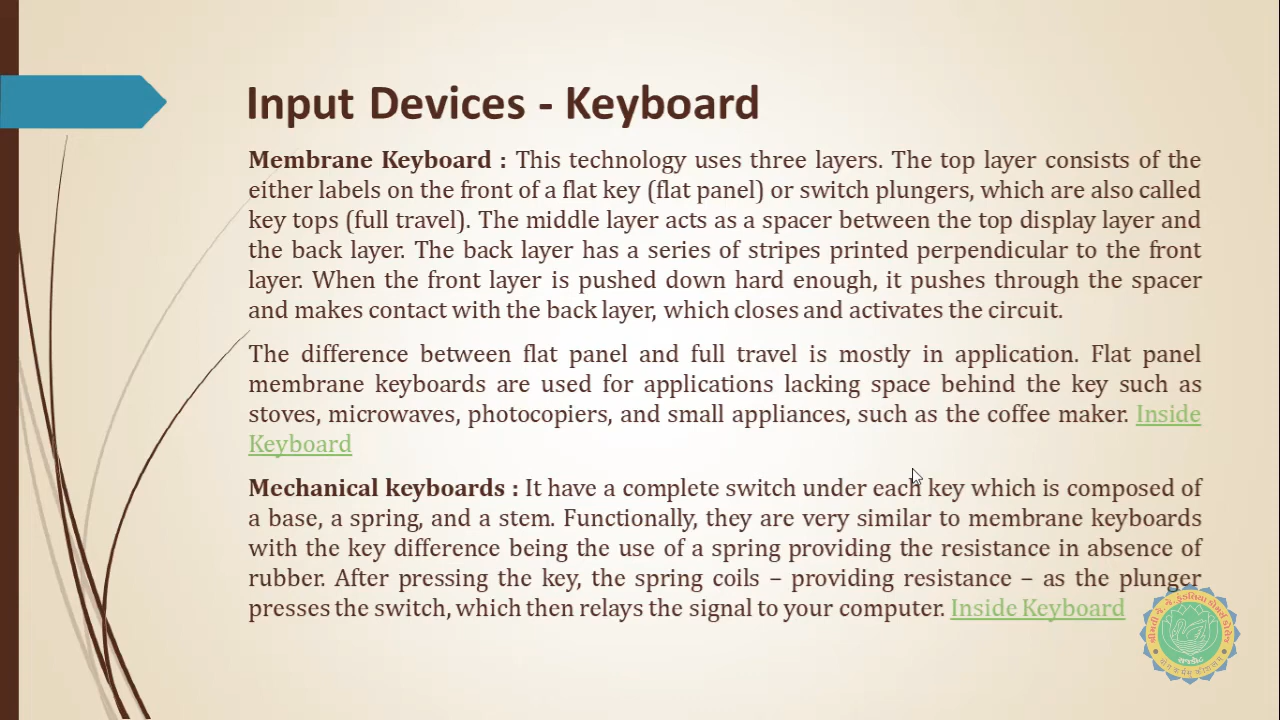 Input Devices - Keyboard
Membrane Keyboard : This technology uses three layers. The top layer consists of the
either labels on the front of a flat key (flat panel) or switch plungers, which are also called
key tops (full travel). The middle layer acts as a spacer between the top display layer and
the back layer. The back layer has a series of stripes printed perpendicular to the front
layer. When the front layer is pushed down hard enough, it pushes through the spacer
and makes contact with the back layer, which closes and activates the circuit.
The difference between flat panel and full travel is mostly in application. Flat panel
membrane keyboards are used for applications lacking space behind the key such as
stoves, microwaves, photocopiers, and small appliances, such as the coffee maker. Inside
Keyboard
Mechanical keyboards : It have a complete switch under each key which is composed of
a base, a spring, and a stem. Functionally, they are very similar to membrane keyboards
with the key difference being the use of a spring providing the resistance in absence of
rubber. After pressing the key, the spring coils – providing resistance – as the plunger
presses the switch, which then relays the signal to your computer. Inside Keyboard